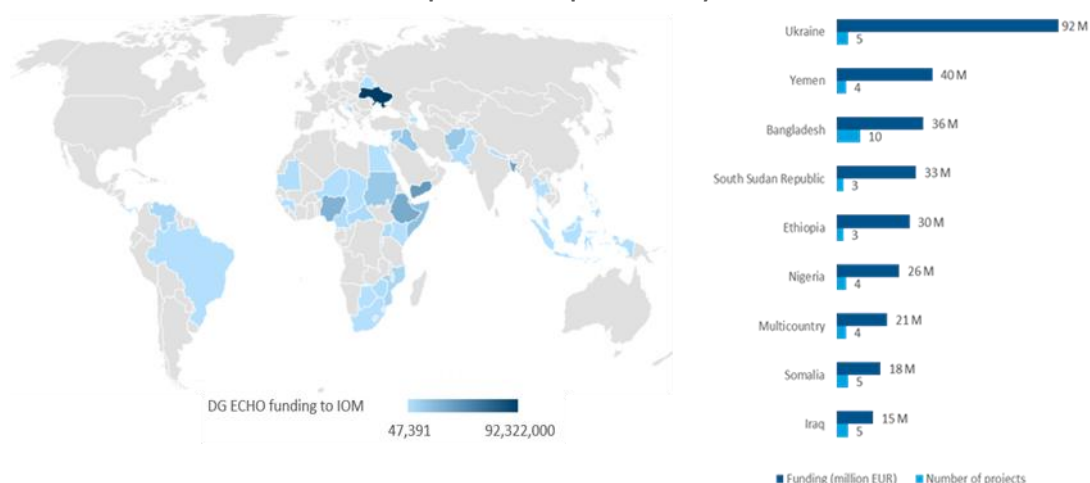 Ukraine
92 M
5
Yemen
40 M
4
Bangladesh
36 M
10
South Sudan Republic
33 M
3
Ethiopia
30 M
3
Nigeria
26 M
4
Multicountry
21 M
4
Somalia
18 M
5
Iraq
15 M
5
DG ECHO funding to IOM
47,391
92,322,000
Funding (million EUR)
Number of projects